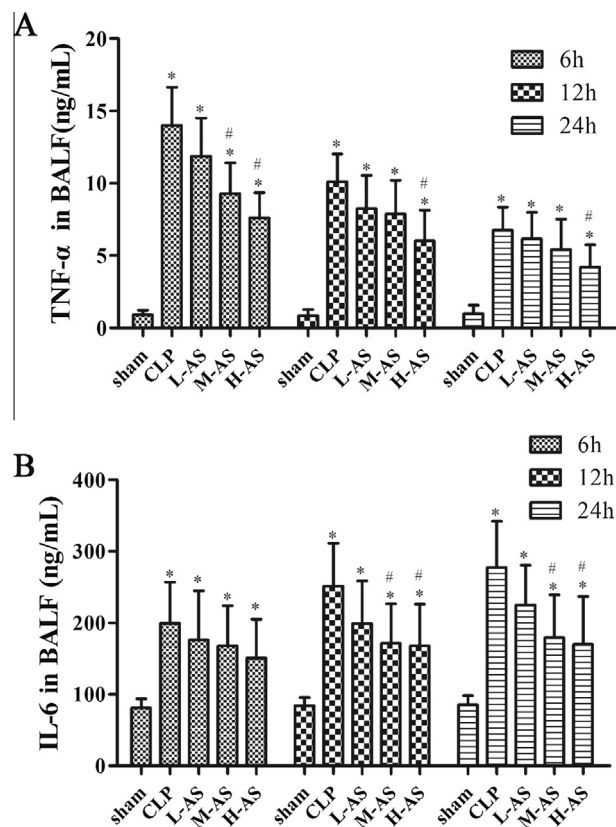 A
TNF-α in BALF(ng/mL)
20
15
10
5
0
6h
12h
24h
* * # * # *
* * * # *
* * * # *
sham CLP L-AS M-AS H-AS sham CLP L-AS M-AS H-AS sham CLP L-AS M-AS H-AS
B
IL-6 in BALF (ng/mL)
400
300
200
100
0
6h
12h
24h
* * * *
* * # * # *
* * # * # *
sham CLP L-AS M-AS H-AS sham CLP L-AS M-AS H-AS sham CLP L-AS M-AS H-AS